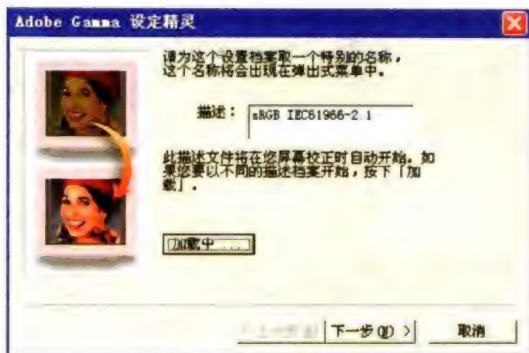 Adobe Gamma 设定精灵
请为这个设置档案取一个特别的名称，
这个名称将会出现在弹出式菜单中。
描述： sRGB IEC61966-2.1
此描述文件将在您屏幕校正时自动开始。如
果您要以不同的描述档案开始，按下「加
载」.
加载中......
< 上一步(B) 下一步(N) > 取消